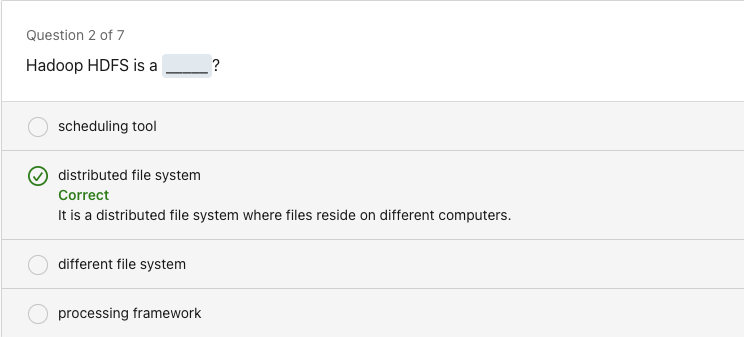 Question 2 of 7
Hadoop HDFS is a _____ ?
scheduling tool
distributed file system
Correct
It is a distributed file system where files reside on different computers.
different file system
processing framework